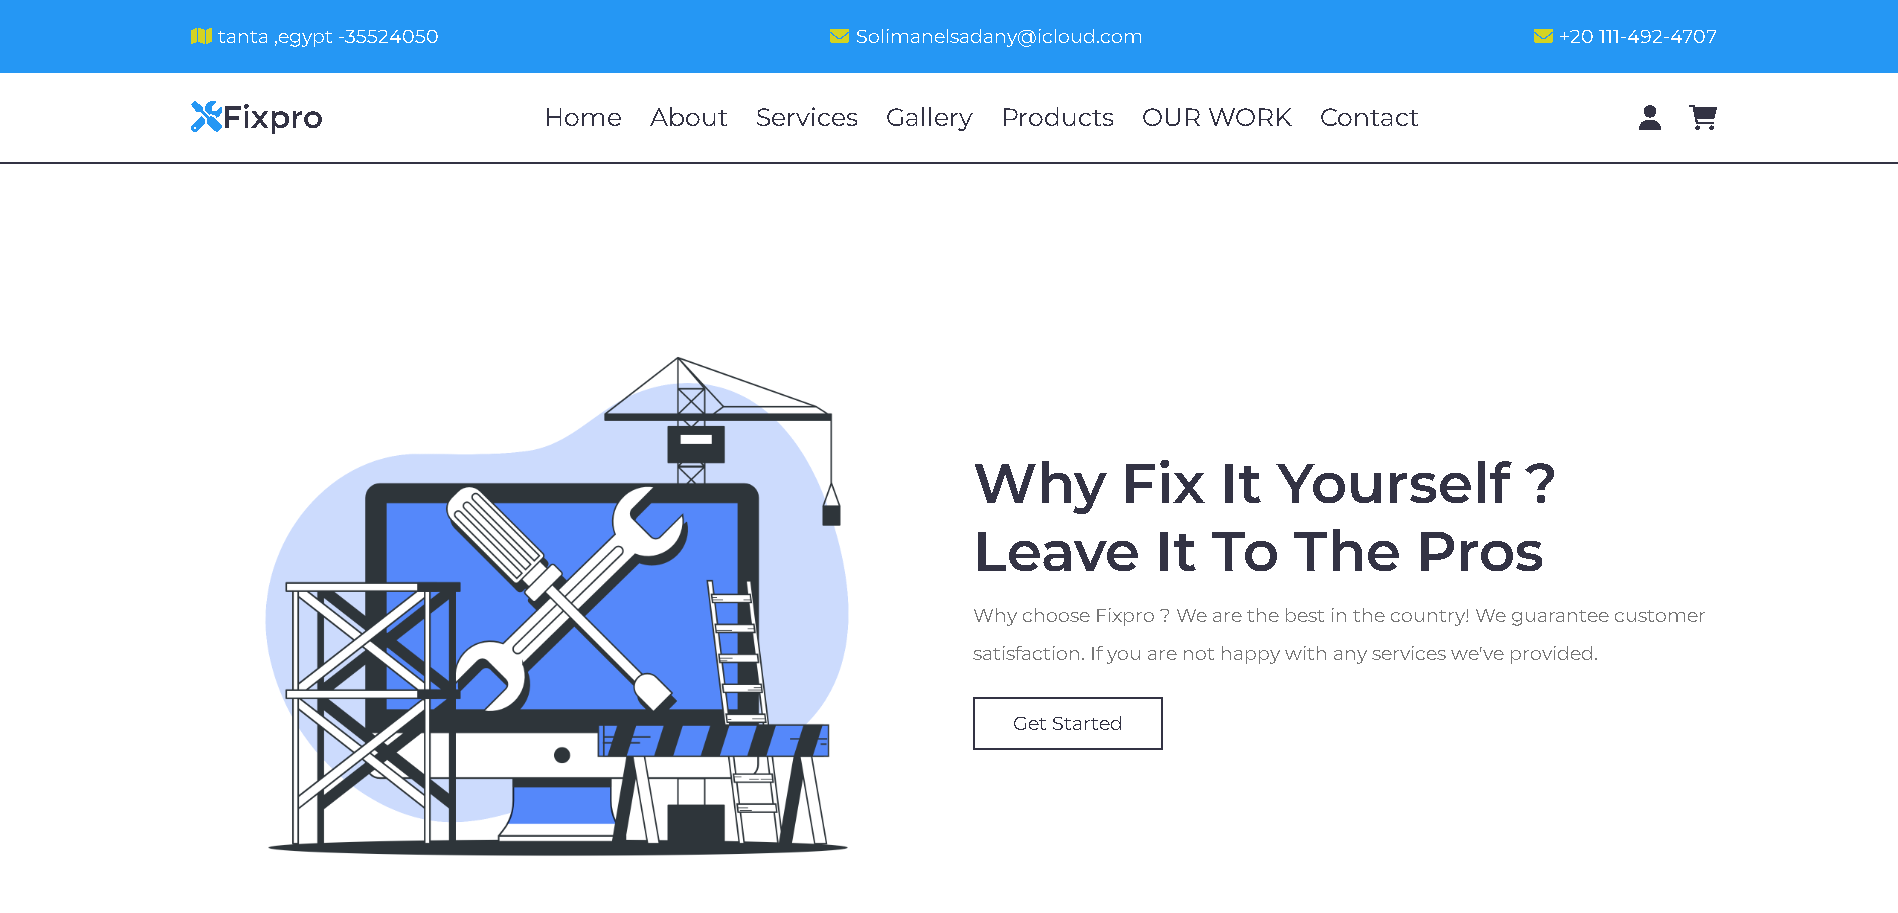 tanta ,egypt -35524050
Solimanelsadany@icloud.com
+20 111-492-4707
Fixpro
Home About Services Gallery Products OUR WORK Contact
Why Fix It Yourself ?
Leave It To The Pros
Why choose Fixpro ? We are the best in the country! We guarantee customer
satisfaction. If you are not happy with any services we've provided.
Get Started